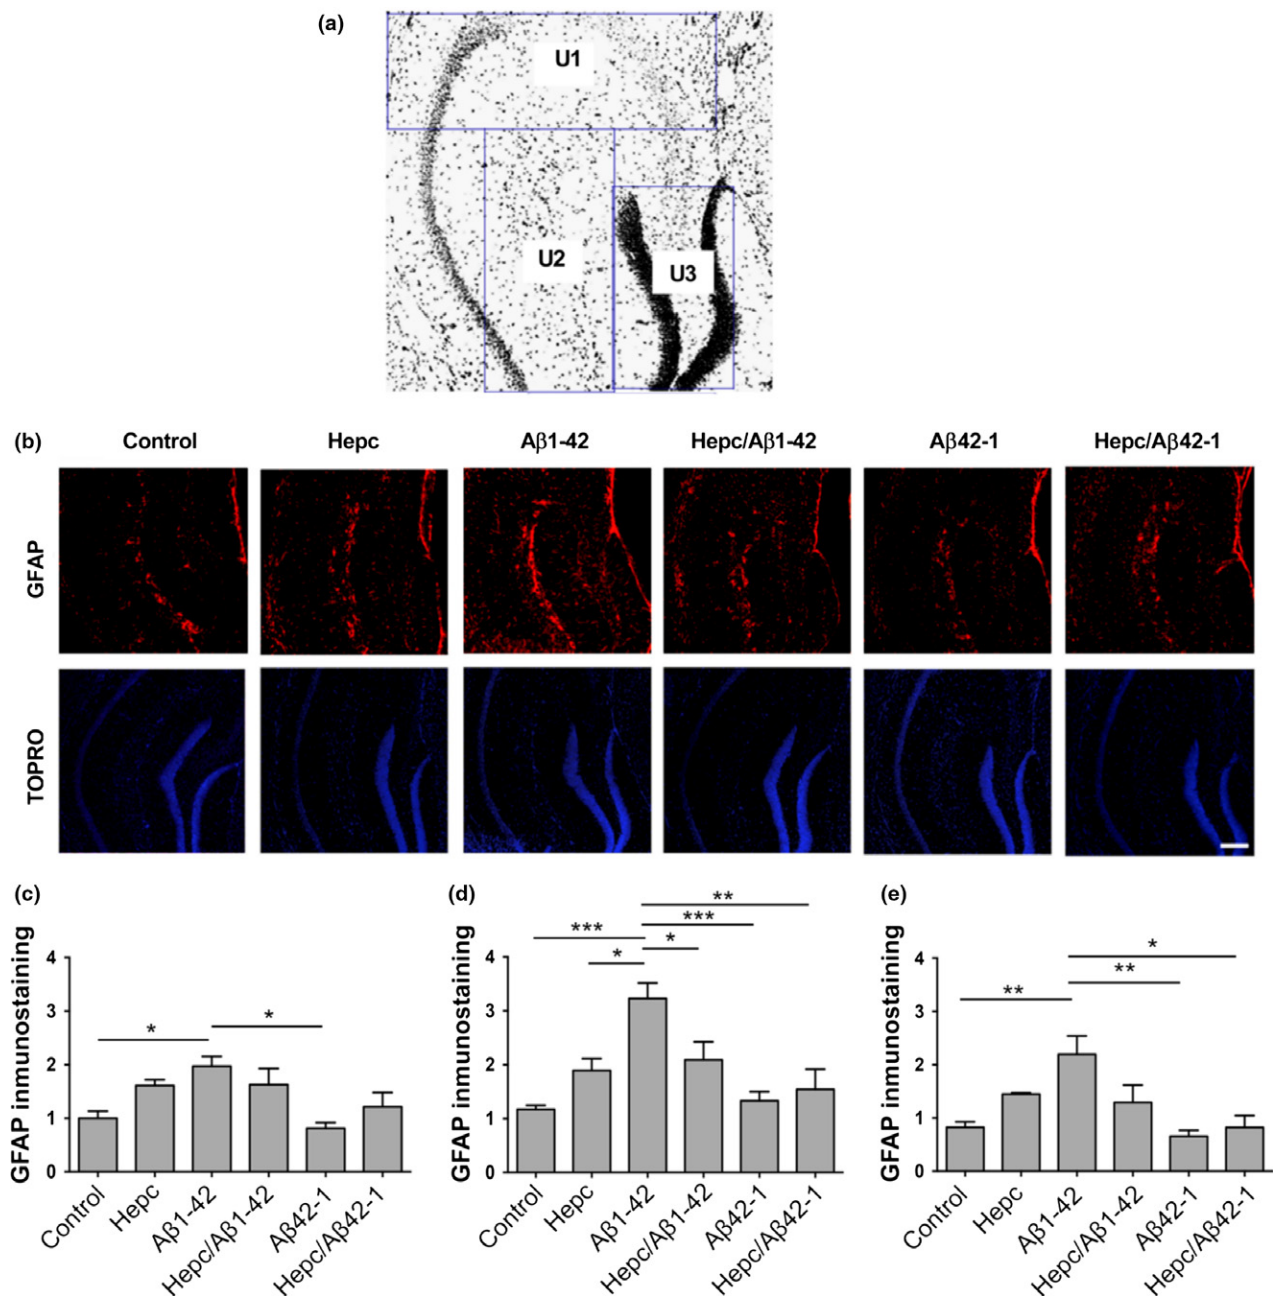 (a)
U1
U2
U3
(b)
Control Hepc Aβ1-42 Hepc/Aβ1-42 Aβ42-1 Hepc/Aβ42-1
GFAP
TOPRO
(c)
GFAP inmunostaining
4
3
2
1
0
* *
Control Hepc Aβ1-42 Hepc/Aβ1-42 Aβ42-1 Hepc/Aβ42-1
(d)
GFAP inmunostaining
4
3
2
1
0
**
***
***
*
*
Control Hepc Aβ1-42 Hepc/Aβ1-42 Aβ42-1 Hepc/Aβ42-1
(e)
GFAP inmunostaining
4
3
2
1
0
*
**
**
Control Hepc Aβ1-42 Hepc/Aβ1-42 Aβ42-1 Hepc/Aβ42-1